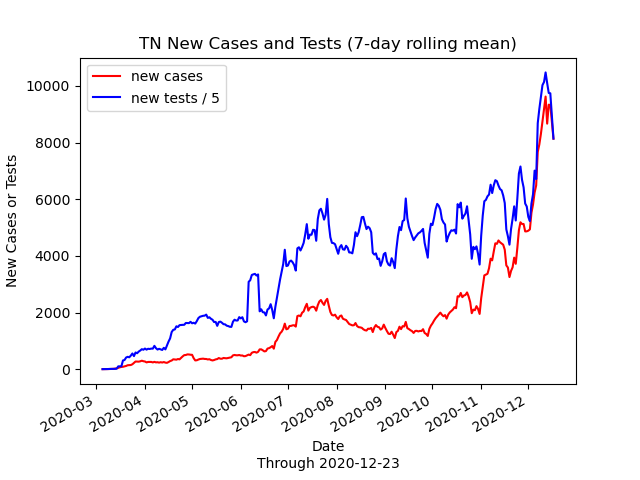 TN New Cases and Tests (7-day rolling mean)
new cases
new tests / 5
10000
8000
6000
4000
2000
0
New Cases or Tests
2020-03
2020-04
2020-05
2020-06
2020-07
2020-08
2020-09
2020-10
2020-11
2020-12
Date
Through 2020-12-23